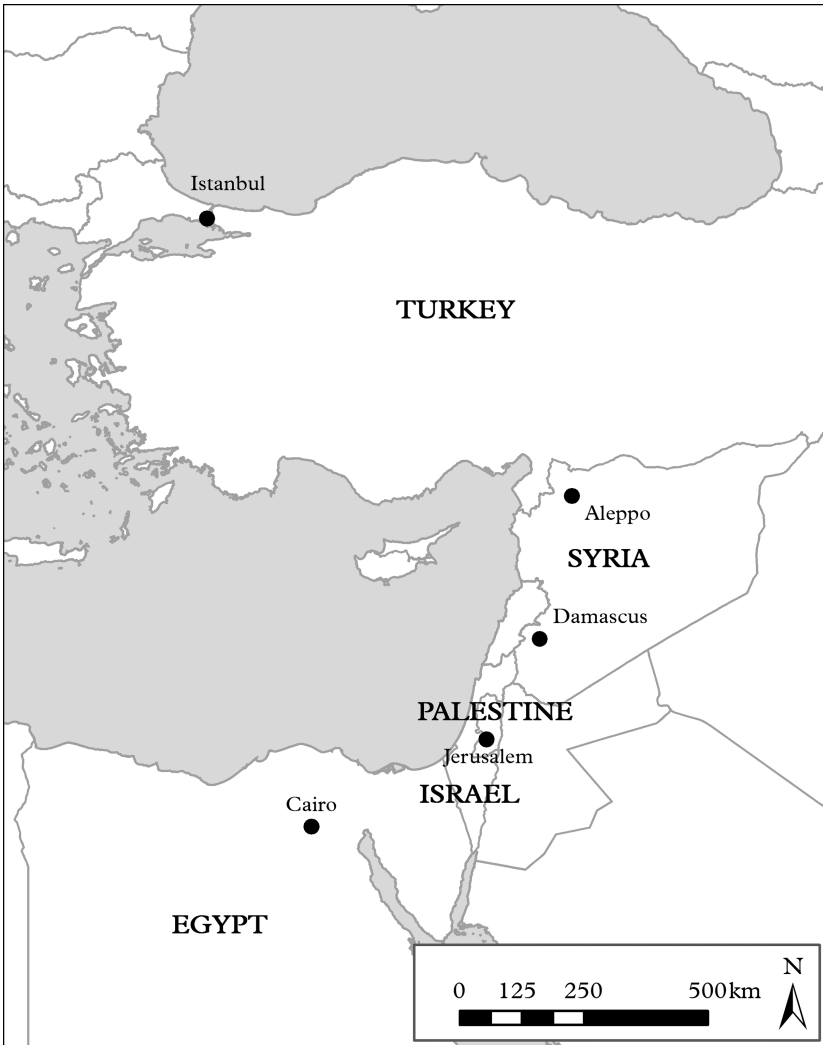 Istanbul
TURKEY
Aleppo
SYRIA
Damascus
PALESTINE
Jerusalem
ISRAEL
Cairo
EGYPT
N
0 125 250 500km